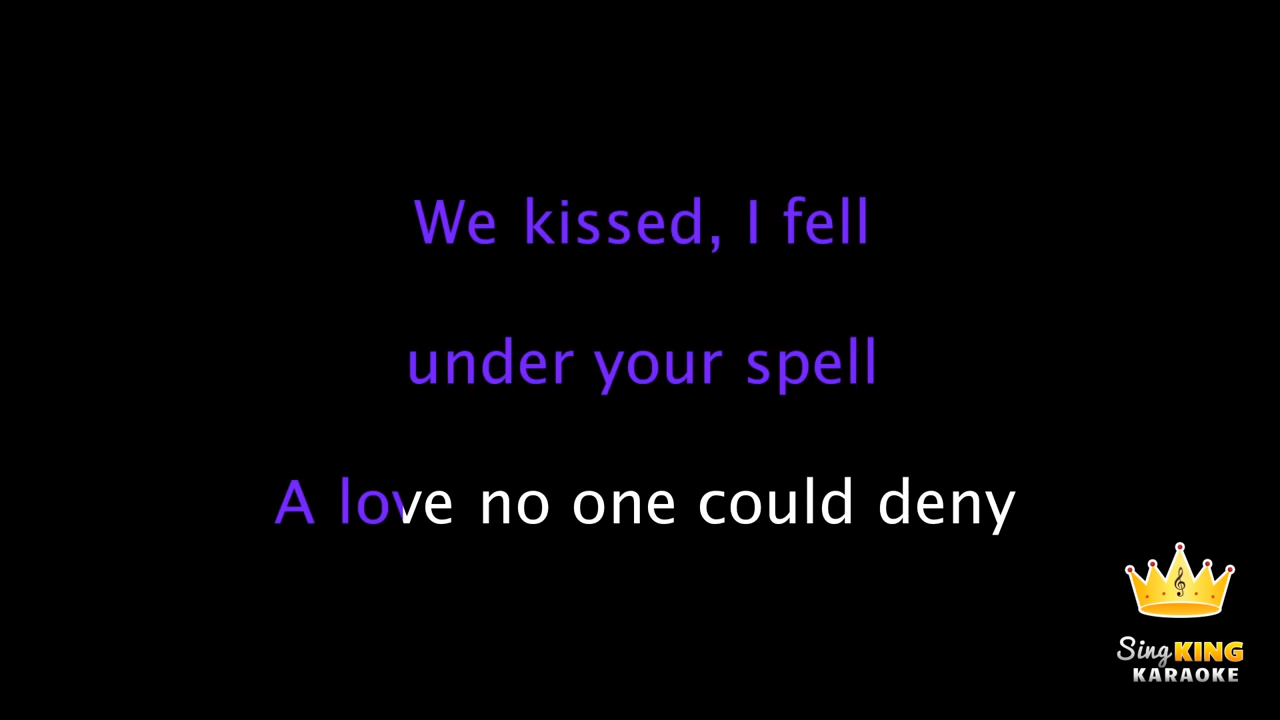 We kissed, I fell
under your spell
A love no one could deny
Sing KING
KARAOKE